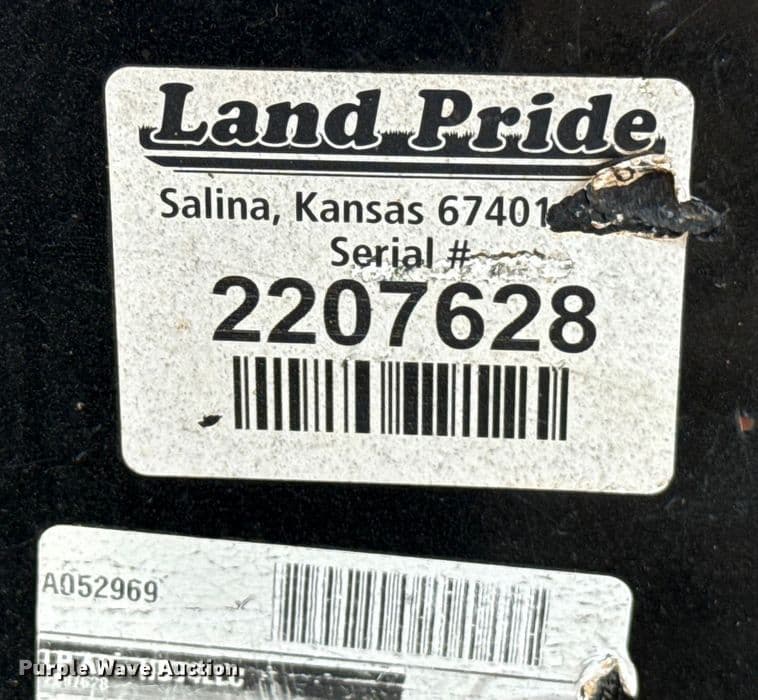 Land Pride
Salina, Kansas 67401
Serial #
2207628
A052969
Purple Wave Auction